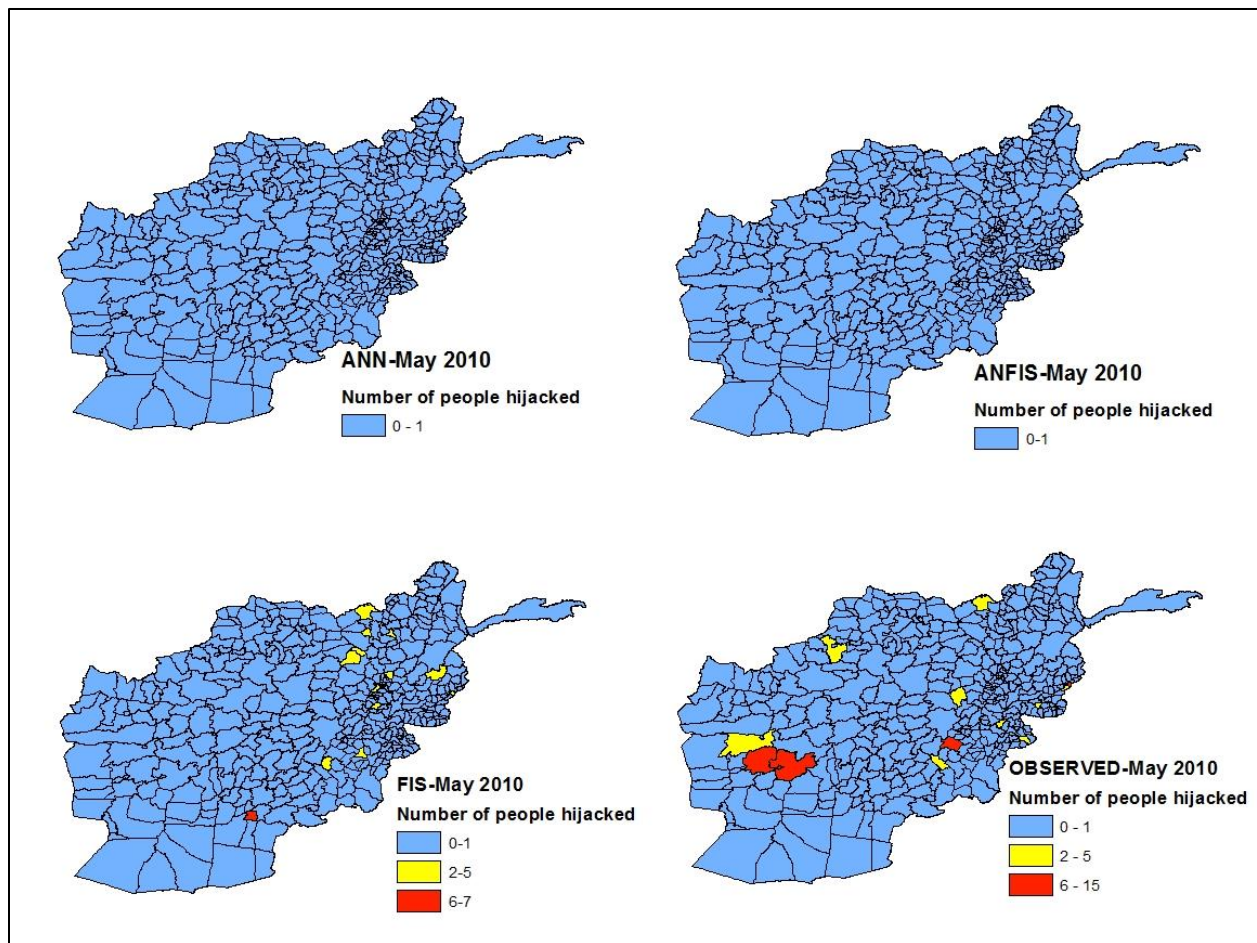 ANN-May 2010
Number of people hijacked
0 - 1
ANFIS-May 2010
Number of people hijacked
0-1
FIS-May 2010
Number of people hijacked
0-1
2-5
6-7
OBSERVED-May 2010
Number of people hijacked
0 - 1
2 - 5
6 - 15